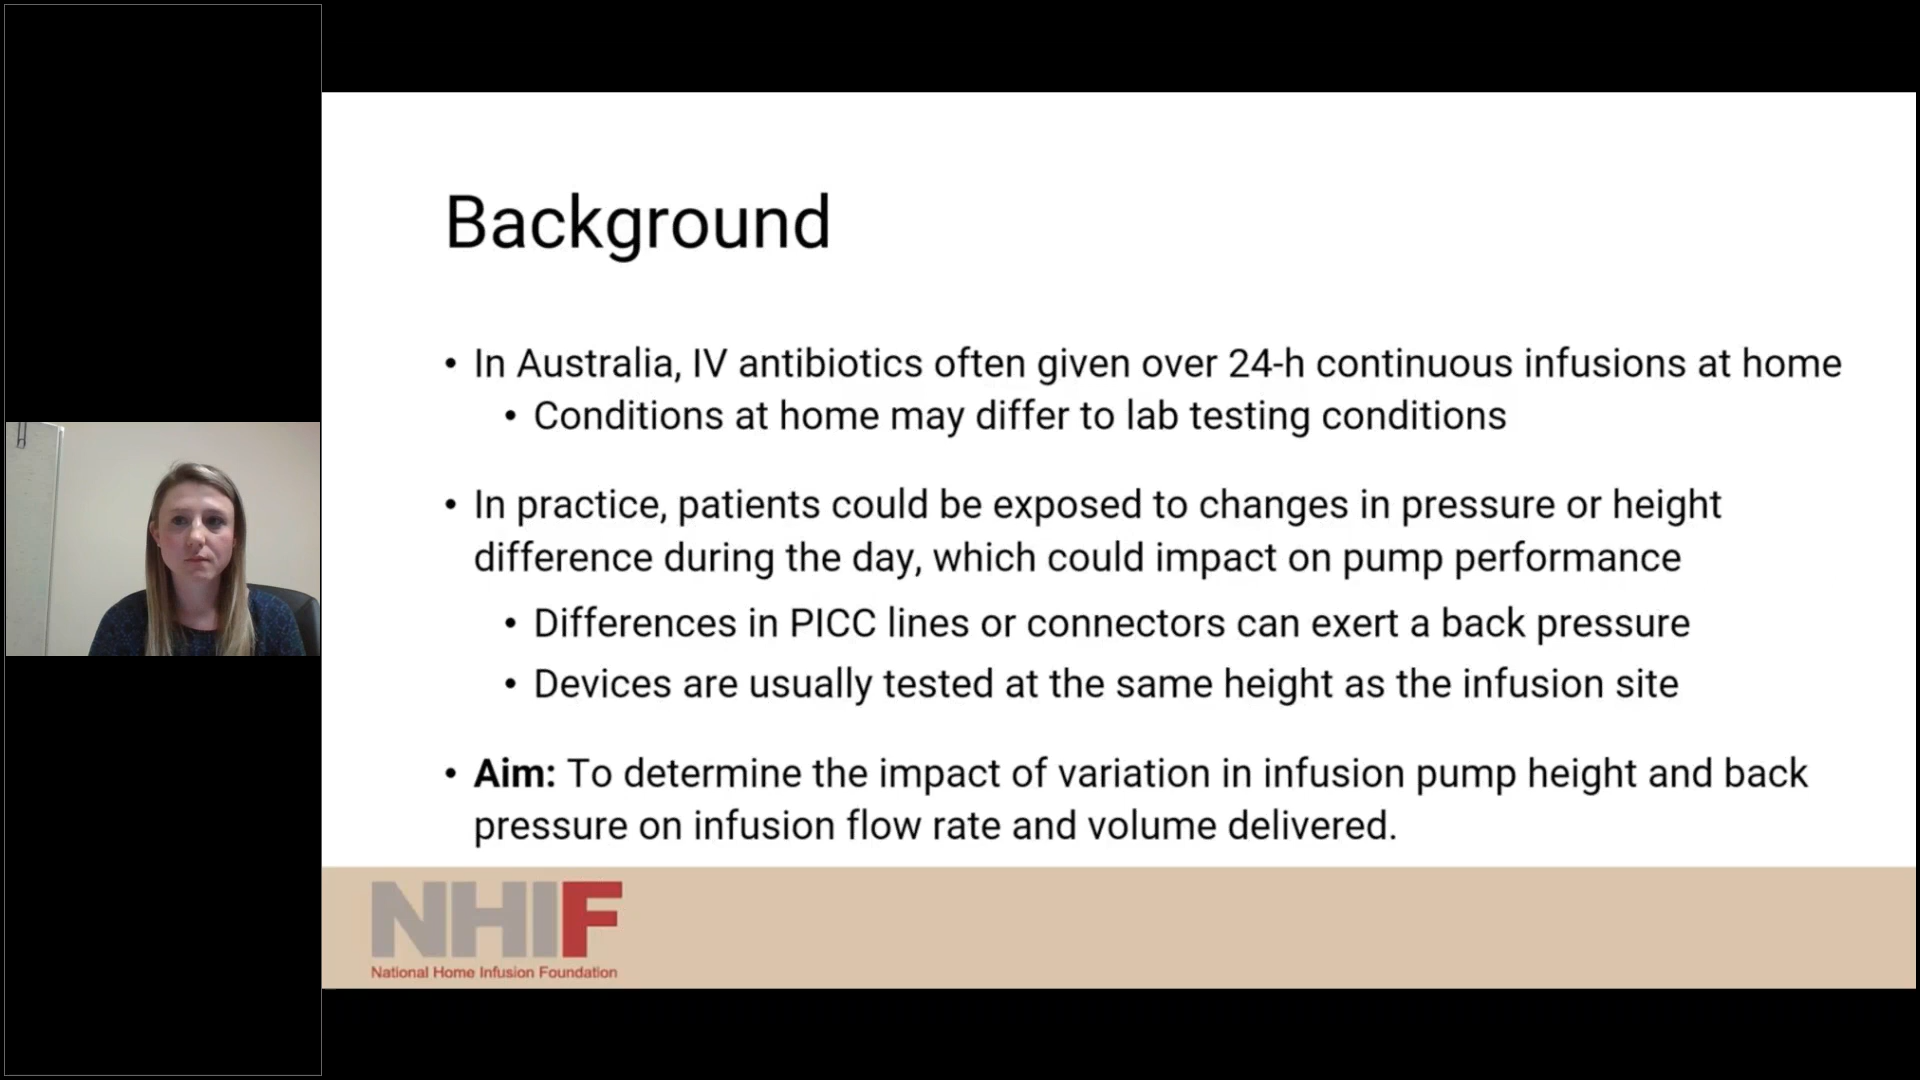 Background
• In Australia, IV antibiotics often given over 24-h continuous infusions at home
• Conditions at home may differ to lab testing conditions
• In practice, patients could be exposed to changes in pressure or height
difference during the day, which could impact on pump performance
• Differences in PICC lines or connectors can exert a back pressure
• Devices are usually tested at the same height as the infusion site
• Aim: To determine the impact of variation in infusion pump height and back
pressure on infusion flow rate and volume delivered.
NHIF
National Home Infusion Foundation